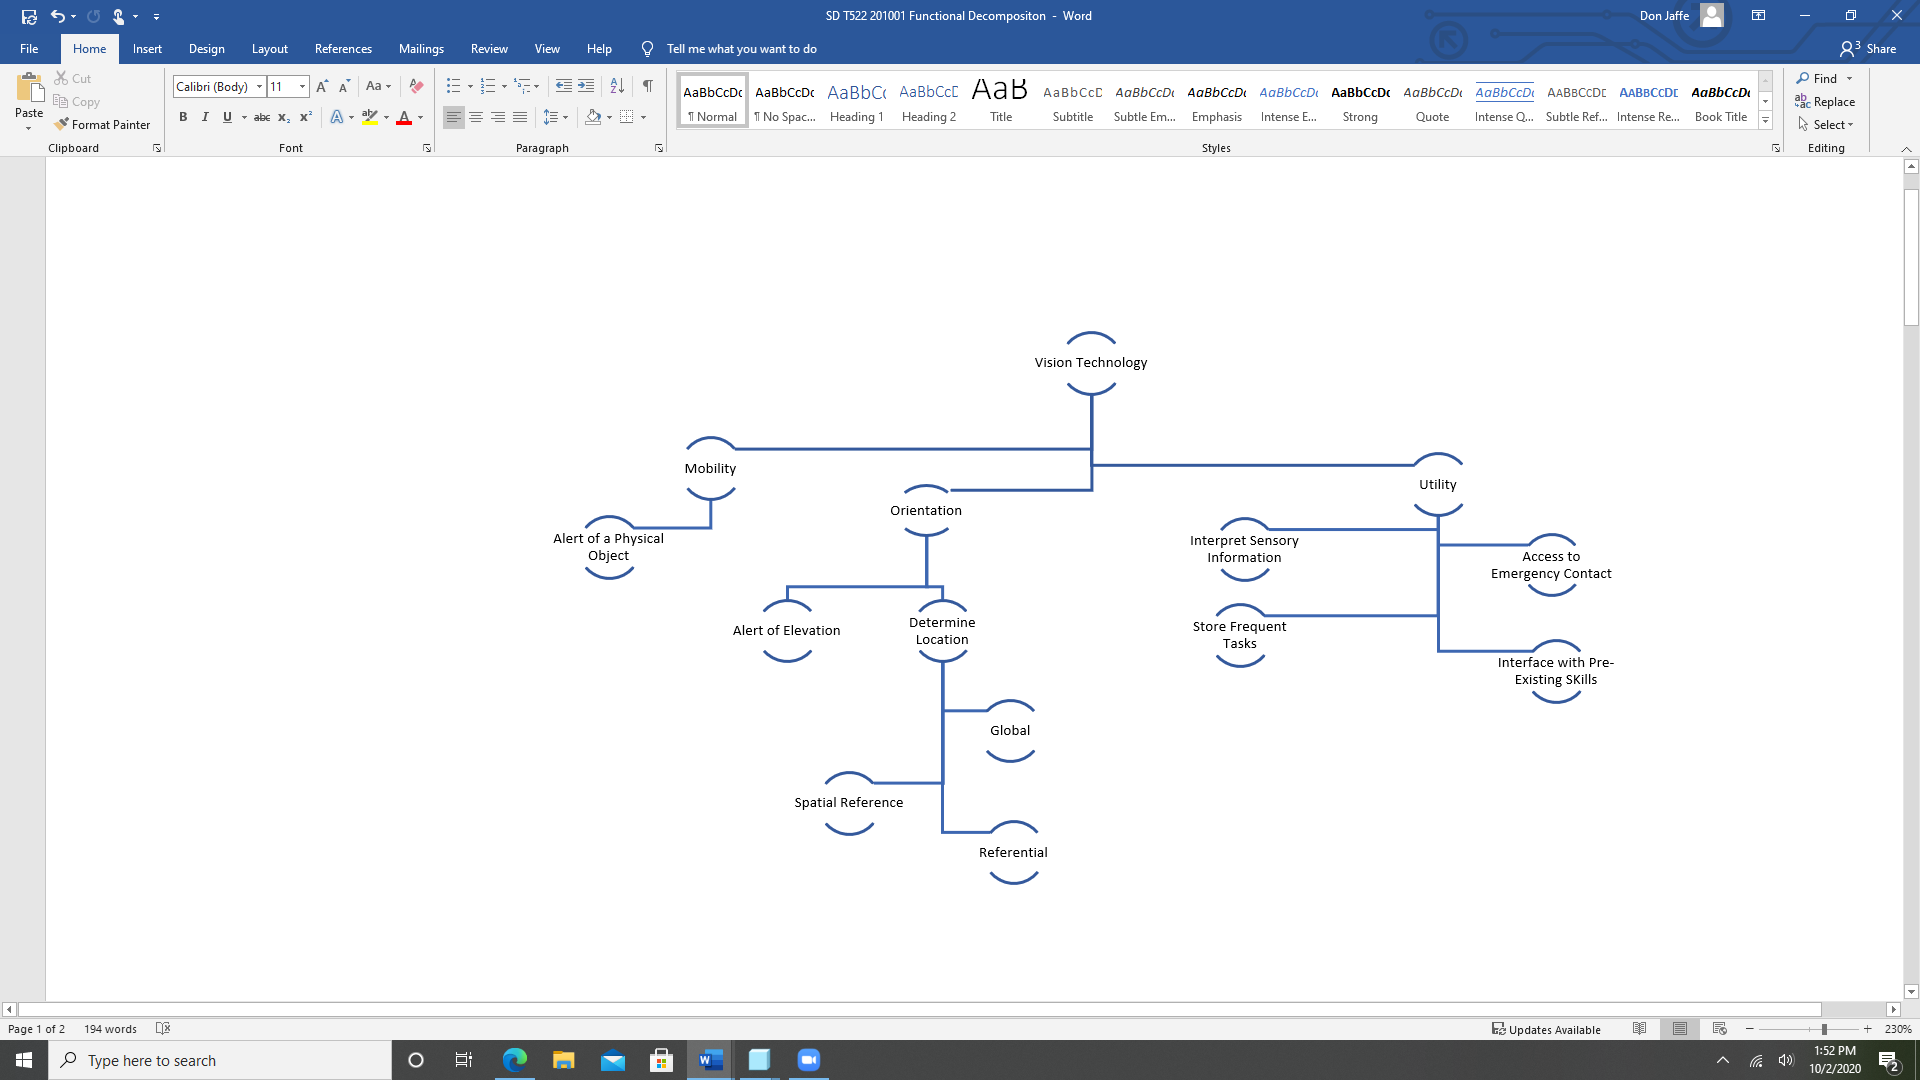 SD T522 201001 Functional Decompositon - Word
Don Jaffe
File Home Insert Design Layout References Mailings Review View Help Tell me what you want to do
3 Share
Paste
Cut
Copy
Format Painter
Clipboard
Calibri (Body) 11
Font
Paragraph
AaBbCcDc AaBbCcDc AaBbCc AaBbCcC AaB AaBbCcD AaBbCcDc AaBbCcDc AaBbCcDc AaBbCcDc AaBbCcDc AaBbCcDc AaBbCcDc AaBbCcDc AaBbCcDc
¶ Normal ¶ No Spac... Heading 1 Heading 2 Title Subtitle Subtle Em... Emphasis Intense E... Strong Quote Intense Q... Subtle Ref... Intense Re... Book Title
Styles
Find
Replace
Select
Editing
Vision Technology
Mobility
Alert of a Physical
Object
Orientation
Alert of Elevation
Determine
Location
Global
Spatial Reference
Referential
Utility
Interpret Sensory
Information
Access to
Emergency Contact
Store Frequent
Tasks
Interface with Pre-
Existing SKills
Page 1 of 2 194 words
Updates Available
230%
Type here to search
1:52 PM
10/2/2020
2